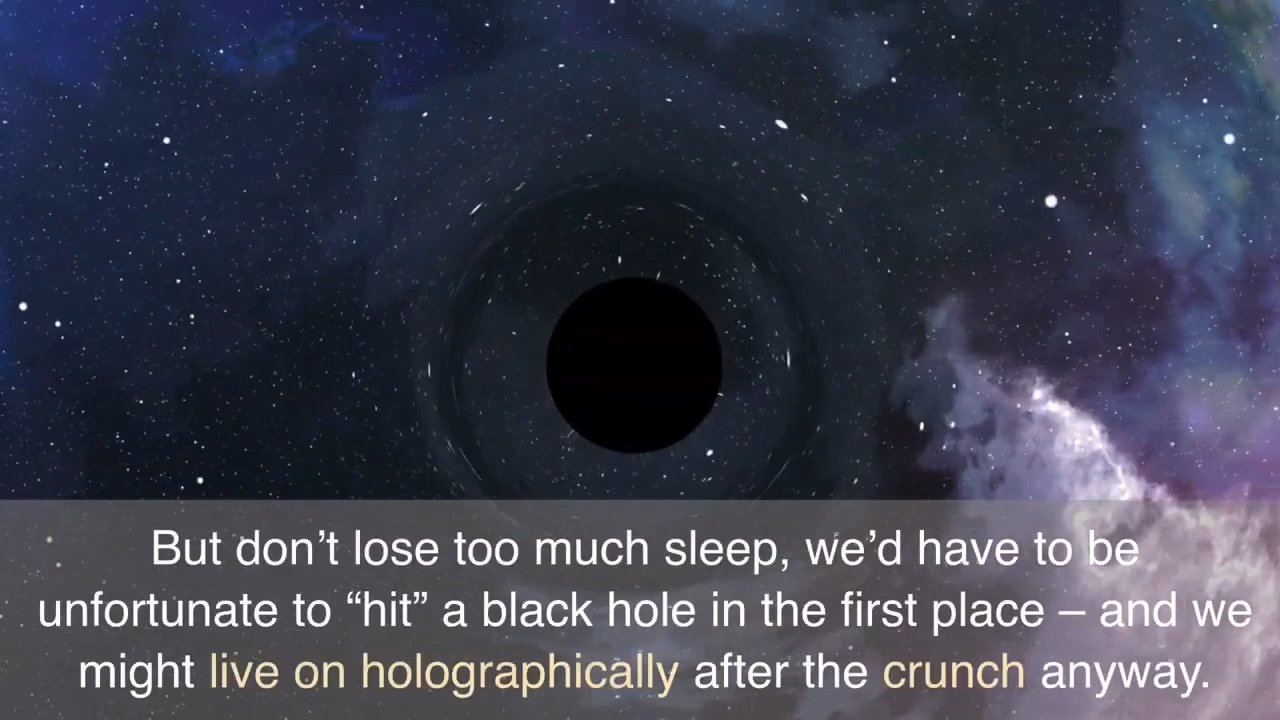 But don’t lose too much sleep, we’d have to be
unfortunate to “hit” a black hole in the first place – and we
might live on holographically after the crunch anyway.